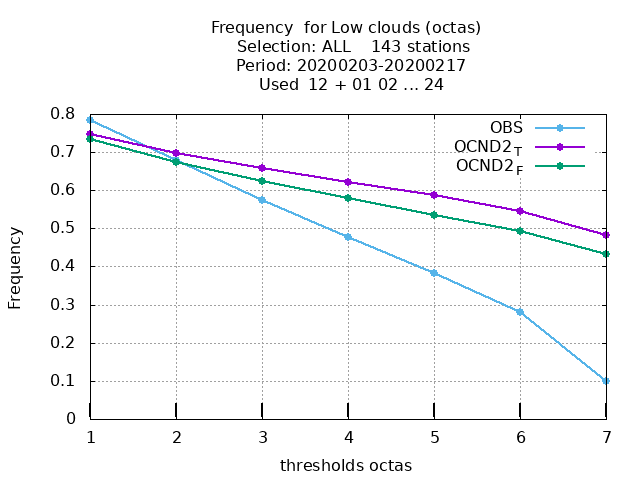 Frequency  for Low clouds (octas)
Selection: ALL    143 stations
Period: 20200203-20200217
Used  12 + 01 02 ... 24
OBS
OCND2T
OCND2F
0.8
0.7
0.6
0.5
0.4
0.3
0.2
0.1
0
Frequency
1 2 3 4 5 6 7
thresholds octas